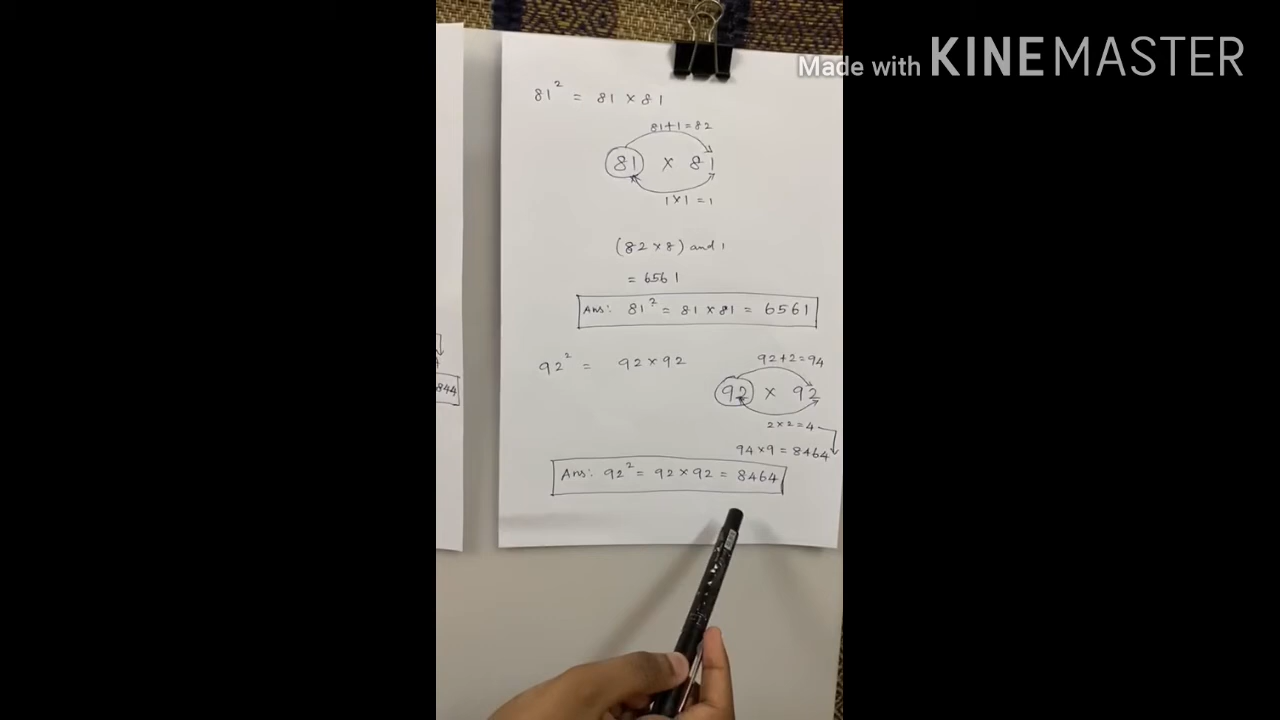 Made with KINEMASTER
81² = 81 × 81
81+1=82
81 × 81
1×1=1
(82×8) and 1
= 6561
Ans: 81² = 81×81 = 6561
92² = 92×92
92+2=94
92 × 92
2×2=4
94×9=8464
844
Ans: 92² = 92×92 = 8464